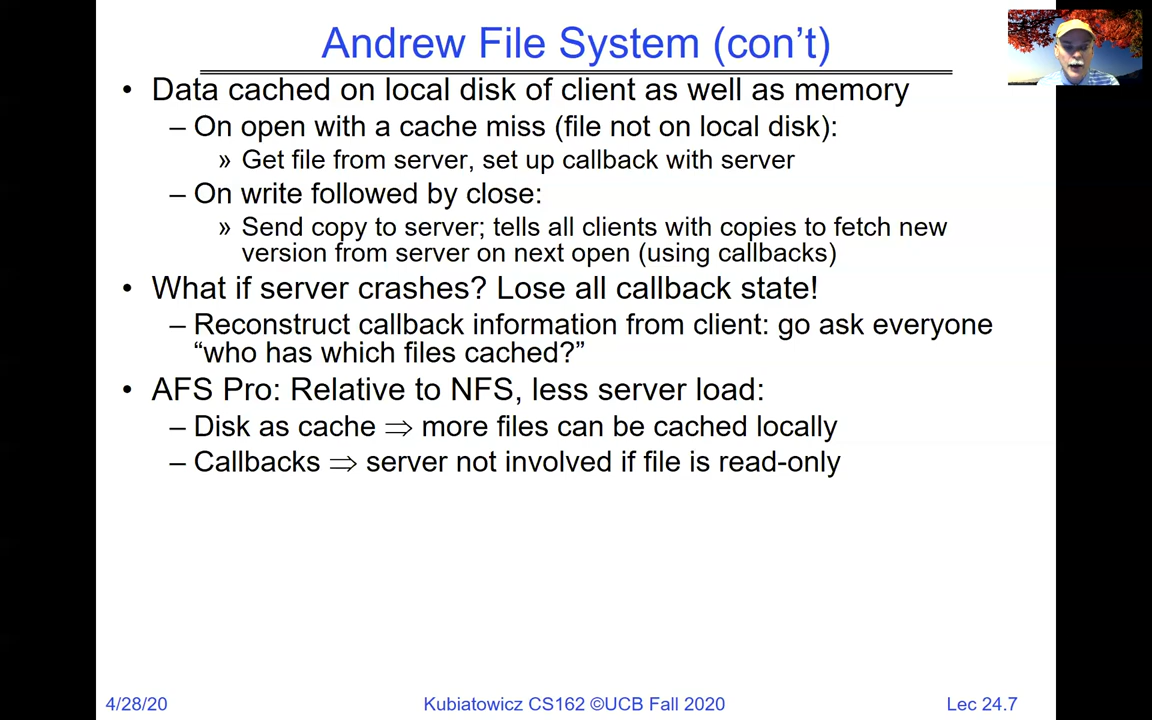 Andrew File System (con’t)
• Data cached on local disk of client as well as memory
– On open with a cache miss (file not on local disk):
» Get file from server, set up callback with server
– On write followed by close:
» Send copy to server; tells all clients with copies to fetch new
version from server on next open (using callbacks)
• What if server crashes? Lose all callback state!
– Reconstruct callback information from client: go ask everyone
“who has which files cached?”
• AFS Pro: Relative to NFS, less server load:
– Disk as cache ⇒ more files can be cached locally
– Callbacks ⇒ server not involved if file is read-only
4/28/20
Kubiatowicz CS162 ©UCB Fall 2020
Lec 24.7